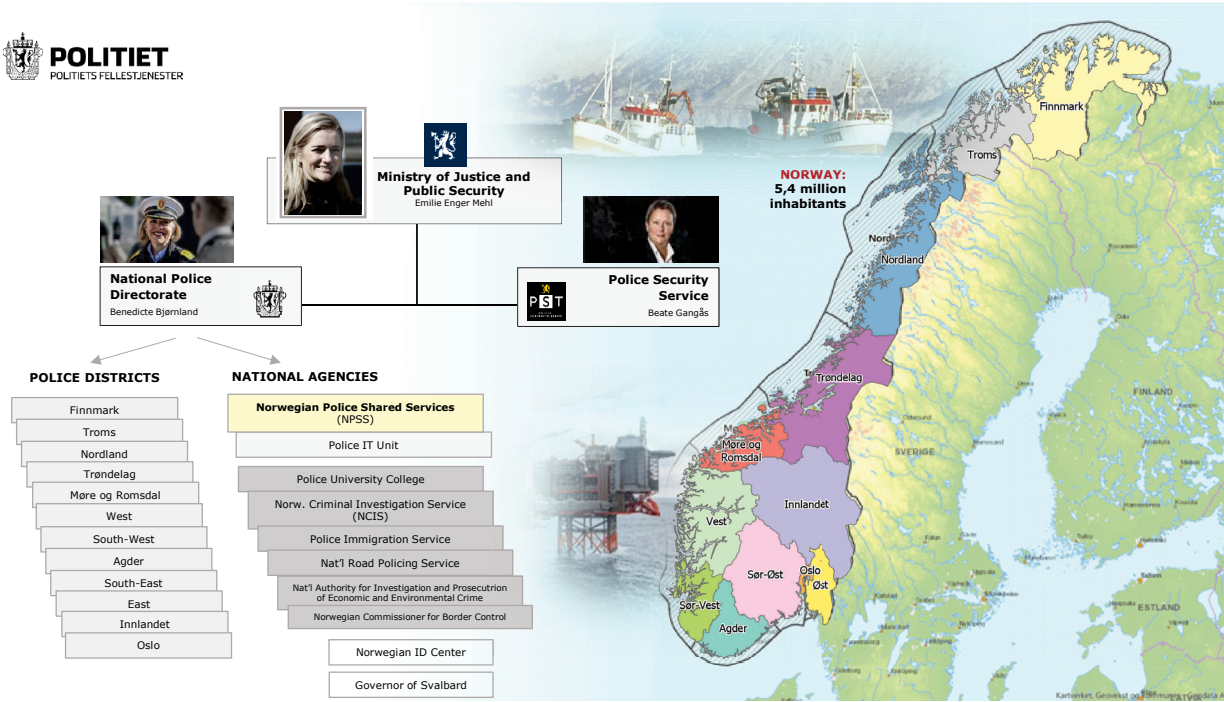 POLITIET
POLITIETS FELLESTJENESTER
Ministry of Justice and
Public Security
Emilie Enger Mehl
National Police
Directorate
Benedicte Bjørnland
PST
Police Security
Service
Beate Gangås
NORWAY:
5,4 million
inhabitants
POLICE DISTRICTS
Finnmark
Troms
Nordland
Trøndelag
Møre og Romsdal
West
South-West
Agder
South-East
East
Innlandet
Oslo
NATIONAL AGENCIES
Norwegian Police Shared Services
(NPSS)
Police IT Unit
Police University College
Norw. Criminal Investigation Service
(NCIS)
Police Immigration Service
Nat'l Road Policing Service
Nat'l Authority for Investigation and Prosecution
of Economic and Environmental Crime
Norwegian Commissioner for Border Control
Norwegian ID Center
Governor of Svalbard
Finnmark
Troms
Nord
Nordland
Trøndelag
Møre og
Romsdal
Innlandet
Vest
Sør-Øst
Oslo
Øst
Sør-Vest
Agder
SVERIGE
FINLAND
ESTLAND